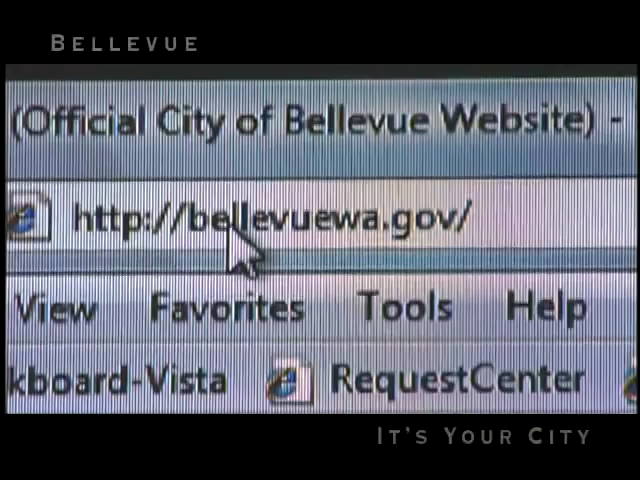 BELLEVUE
(Official City of Bellevue Website) -
http://bellevuewa.gov/
View Favorites Tools Help
kboard-Vista RequestCenter
IT'S YOUR CITY